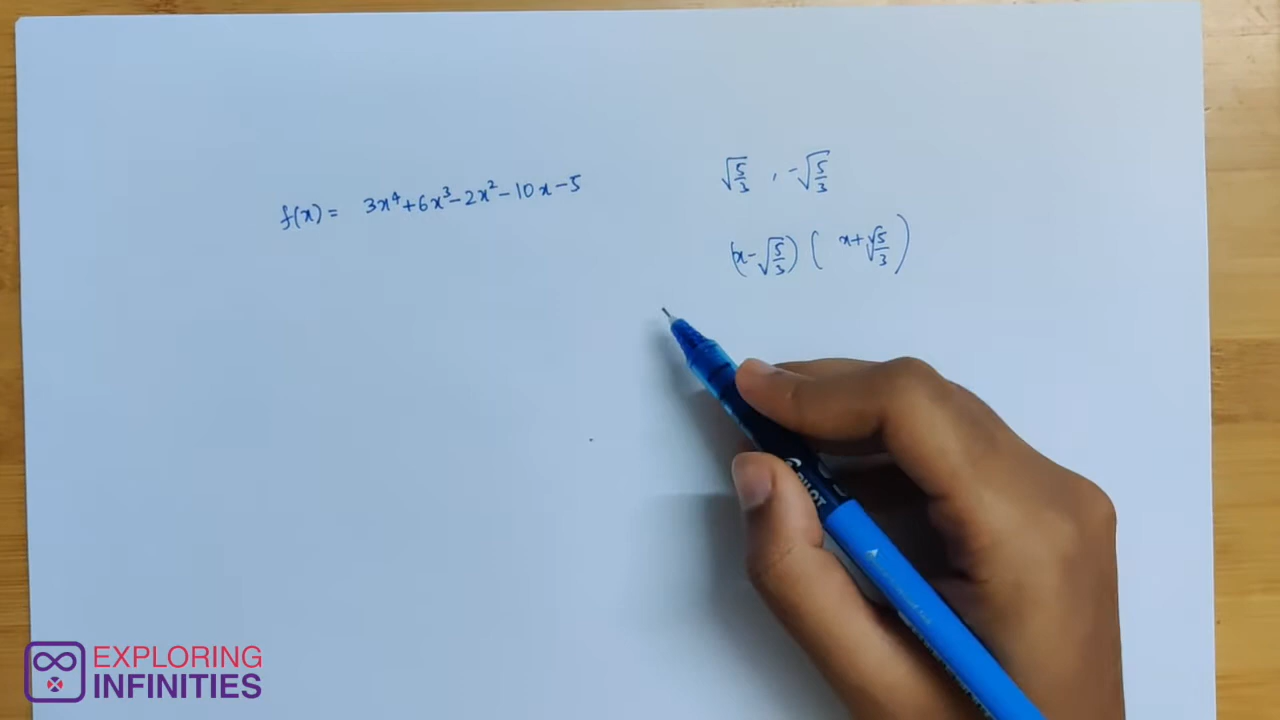 f(x) = 3x⁴+6x³-2x²-10x-5
√5/3 , -√5/3
(x-√5/3) ( x+√5/3 )
PILOT
EXPLORING
INFINITIES